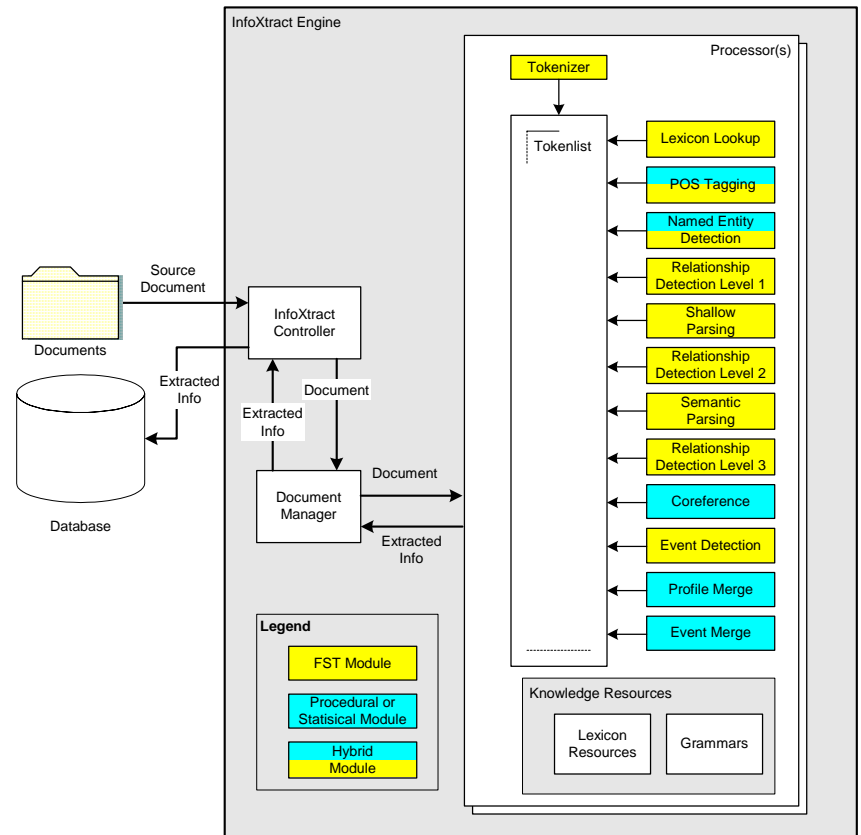 InfoXtract Engine
Processor(s)
Tokenizer
Tokenlist
Lexicon Lookup
POS Tagging
Named Entity
Detection
Relationship
Detection Level 1
Shallow
Parsing
Relationship
Detection Level 2
Semantic
Parsing
Relationship
Detection Level 3
Coreference
Event Detection
Profile Merge
Event Merge
Source
Document
Documents
InfoXtract
Controller
Extracted
Info
Document
Extracted
Info
Database
Document
Manager
Document
Extracted
Info
Legend
FST Module
Procedural or
Statisical Module
Hybrid
Module
Knowledge Resources
Lexicon
Resources
Grammars